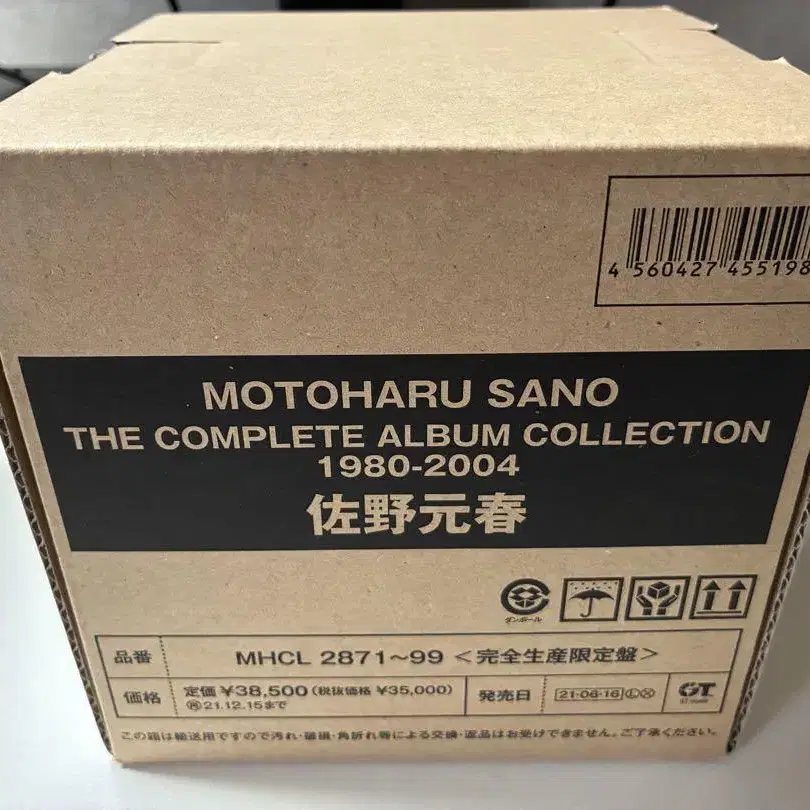 4 560427 455198
MOTOHARU SANO
THE COMPLETE ALBUM COLLECTION
1980-2004
佐野元春
ダンボール
品番 MHCL 2871~99 <完全生産限定盤>
価格 定価 ¥38,500 (税抜価格 ¥35,000) 発売日 21・06・16 Ⓛ Ⓧ GT
㋣ 21.12.15まで
この箱は輸送用ですので汚れ・破損・角折れ等による交換・返品はお受けできません。ご了承ください。